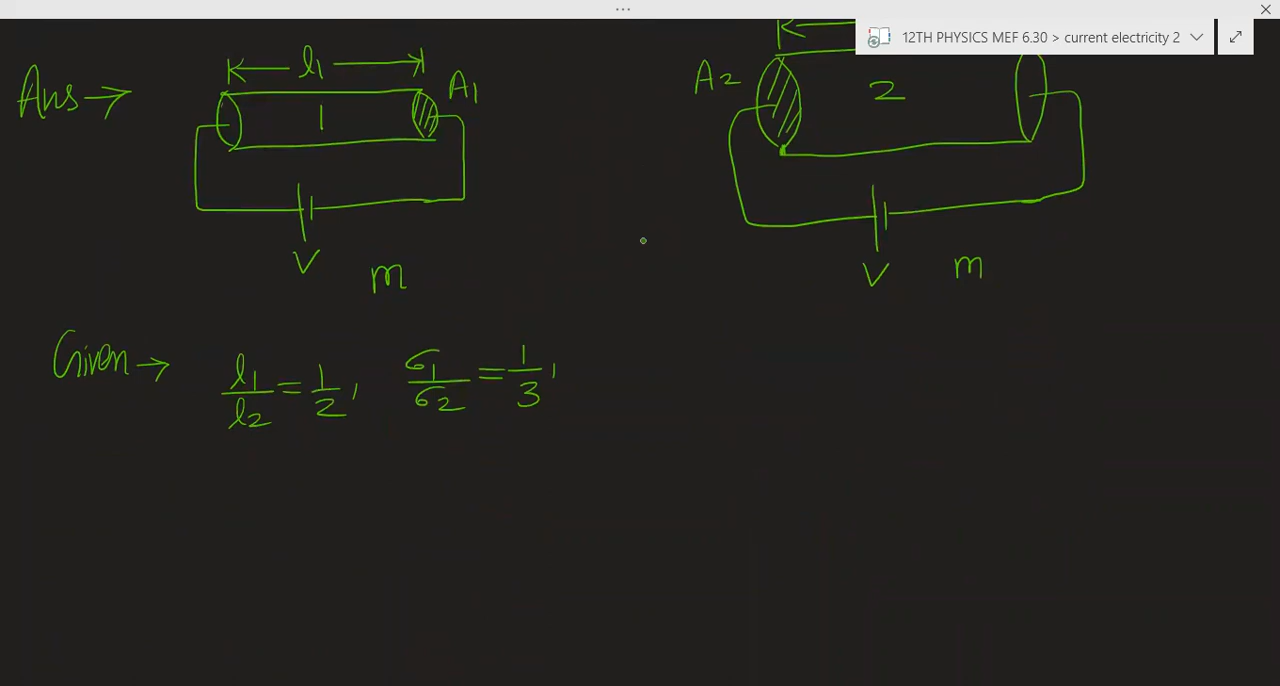 12TH PHYSICS MEF 6.30 > current electricity 2
Ans →
l1
A1
1
V
m
A2
2
V
m
Given → l1/l2 = 1/2, σ1/σ2 = 1/3,